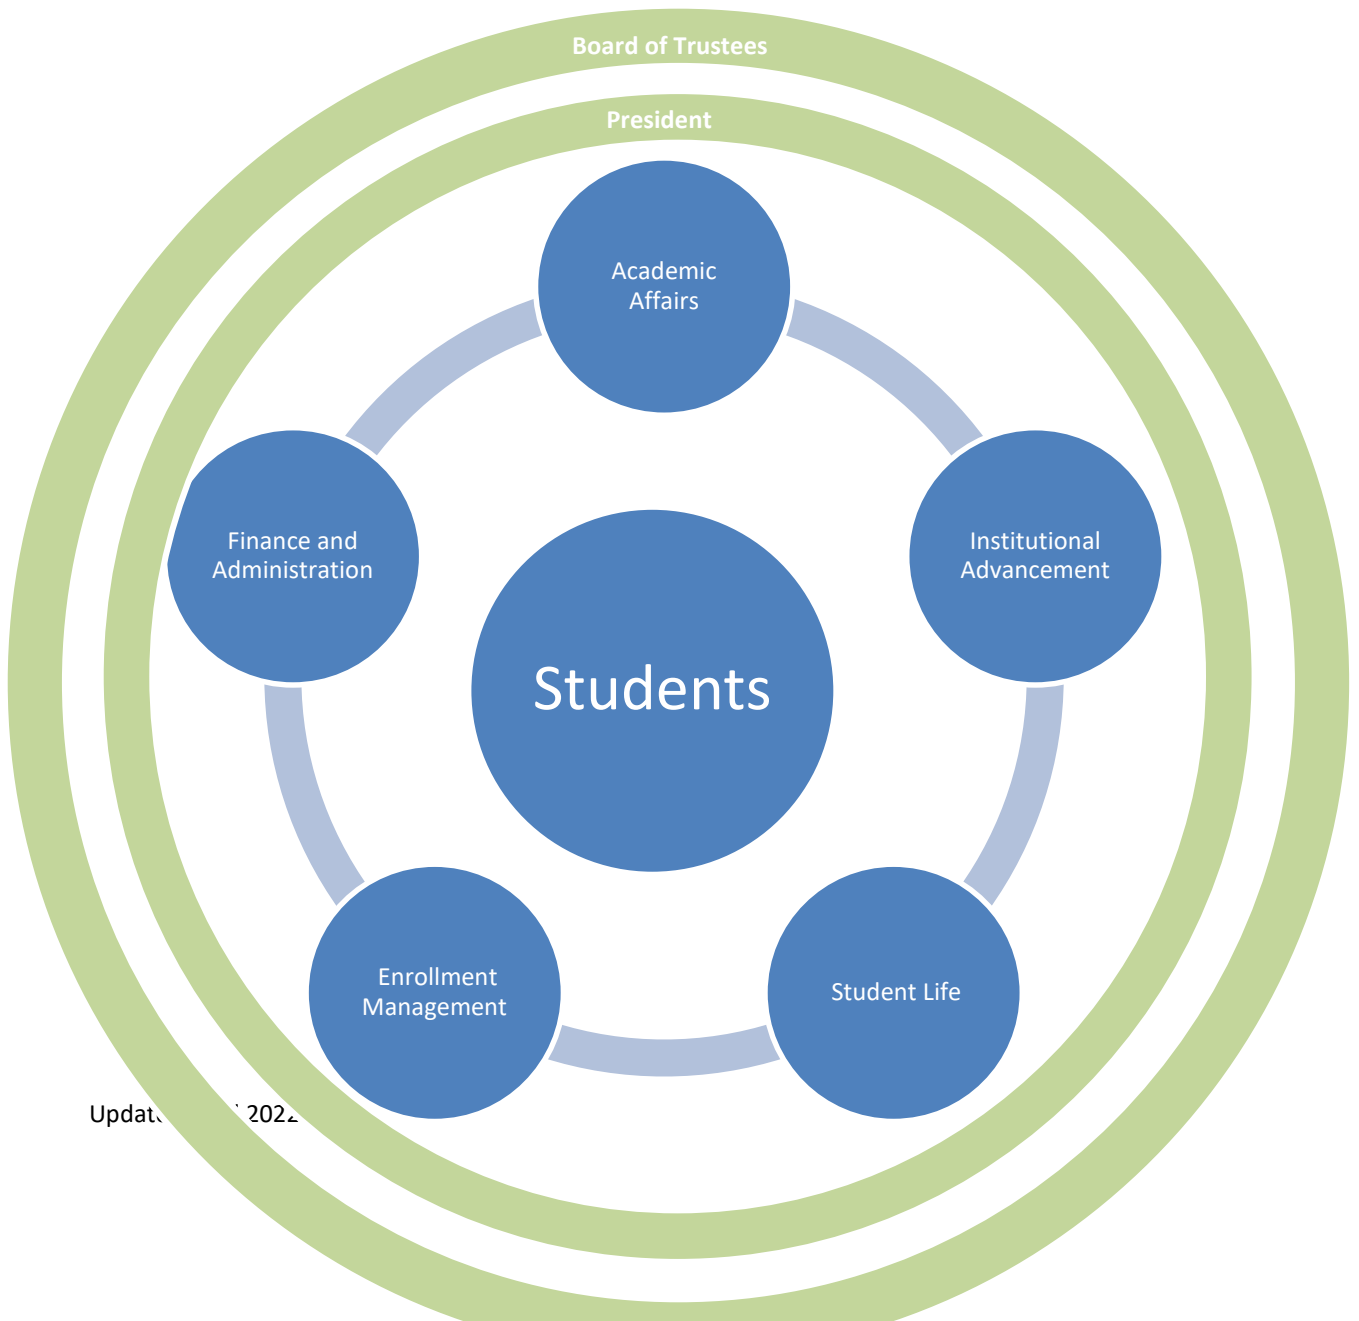 Board of Trustees
President
Academic
Affairs
Finance and
Administration
Institutional
Advancement
Students
Enrollment
Management
Student Life
2022